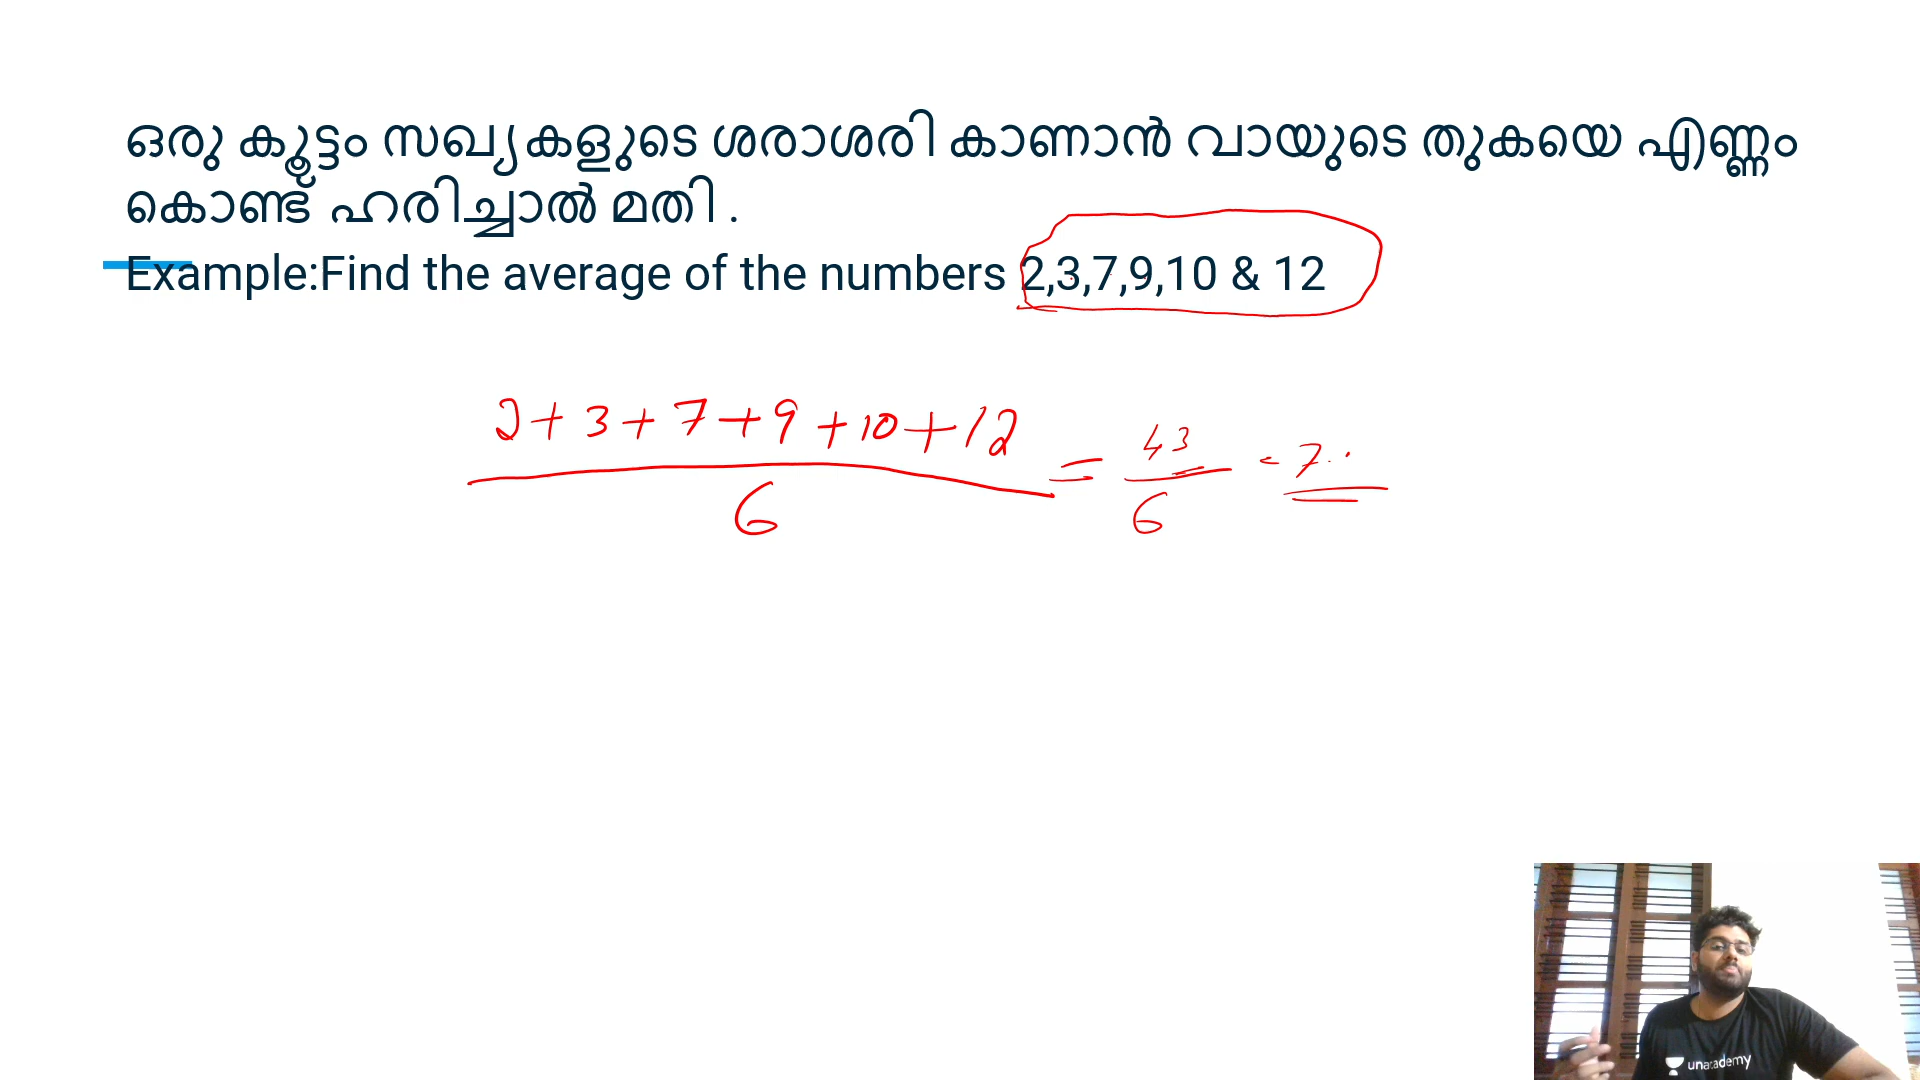 ഒരു കൂട്ടം സഖ്യകളുടെ ശരാശരി കാണാൻ വായുടെ തുകയെ എണ്ണം
കൊണ്ട് ഹരിച്ചാൽ മതി .
Example:Find the average of the numbers 2,3,7,9,10 & 12
2+3+7+9+10+12
6
=
43
6
= 7..
unacademy